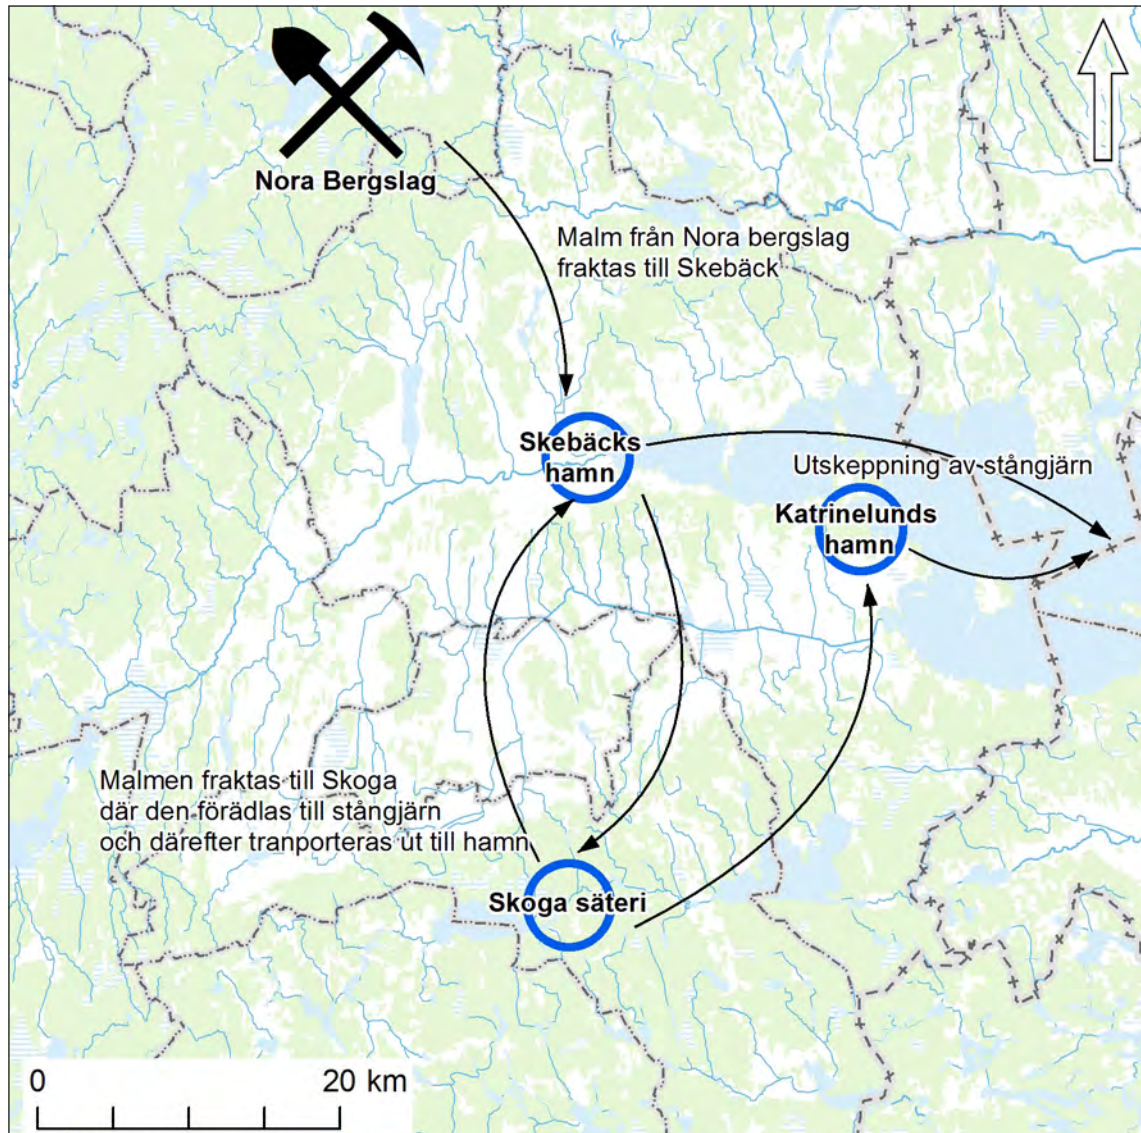 Nora Bergslag
Malm från Nora bergslag
fraktas till Skebäck
Skebäcks
hamn
Utskeppning av stångjärn
Katrinelunds
hamn
Malmen fraktas till Skoga
där den förädlas till stångjärn
och därefter tranporteras ut till hamn
Skoga säteri
0 20 km